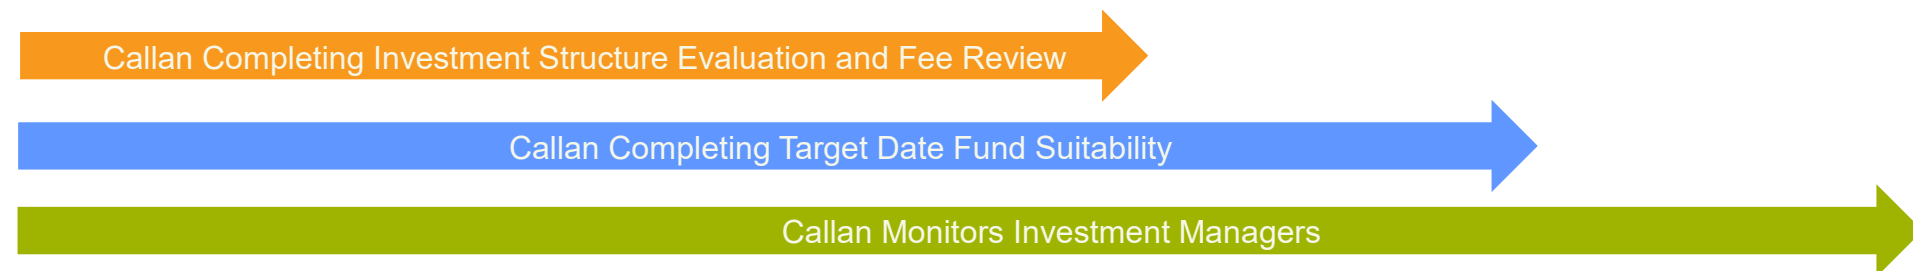 Callan Completing Investment Structure Evaluation and Fee Review
Callan Completing Target Date Fund Suitability
Callan Monitors Investment Managers